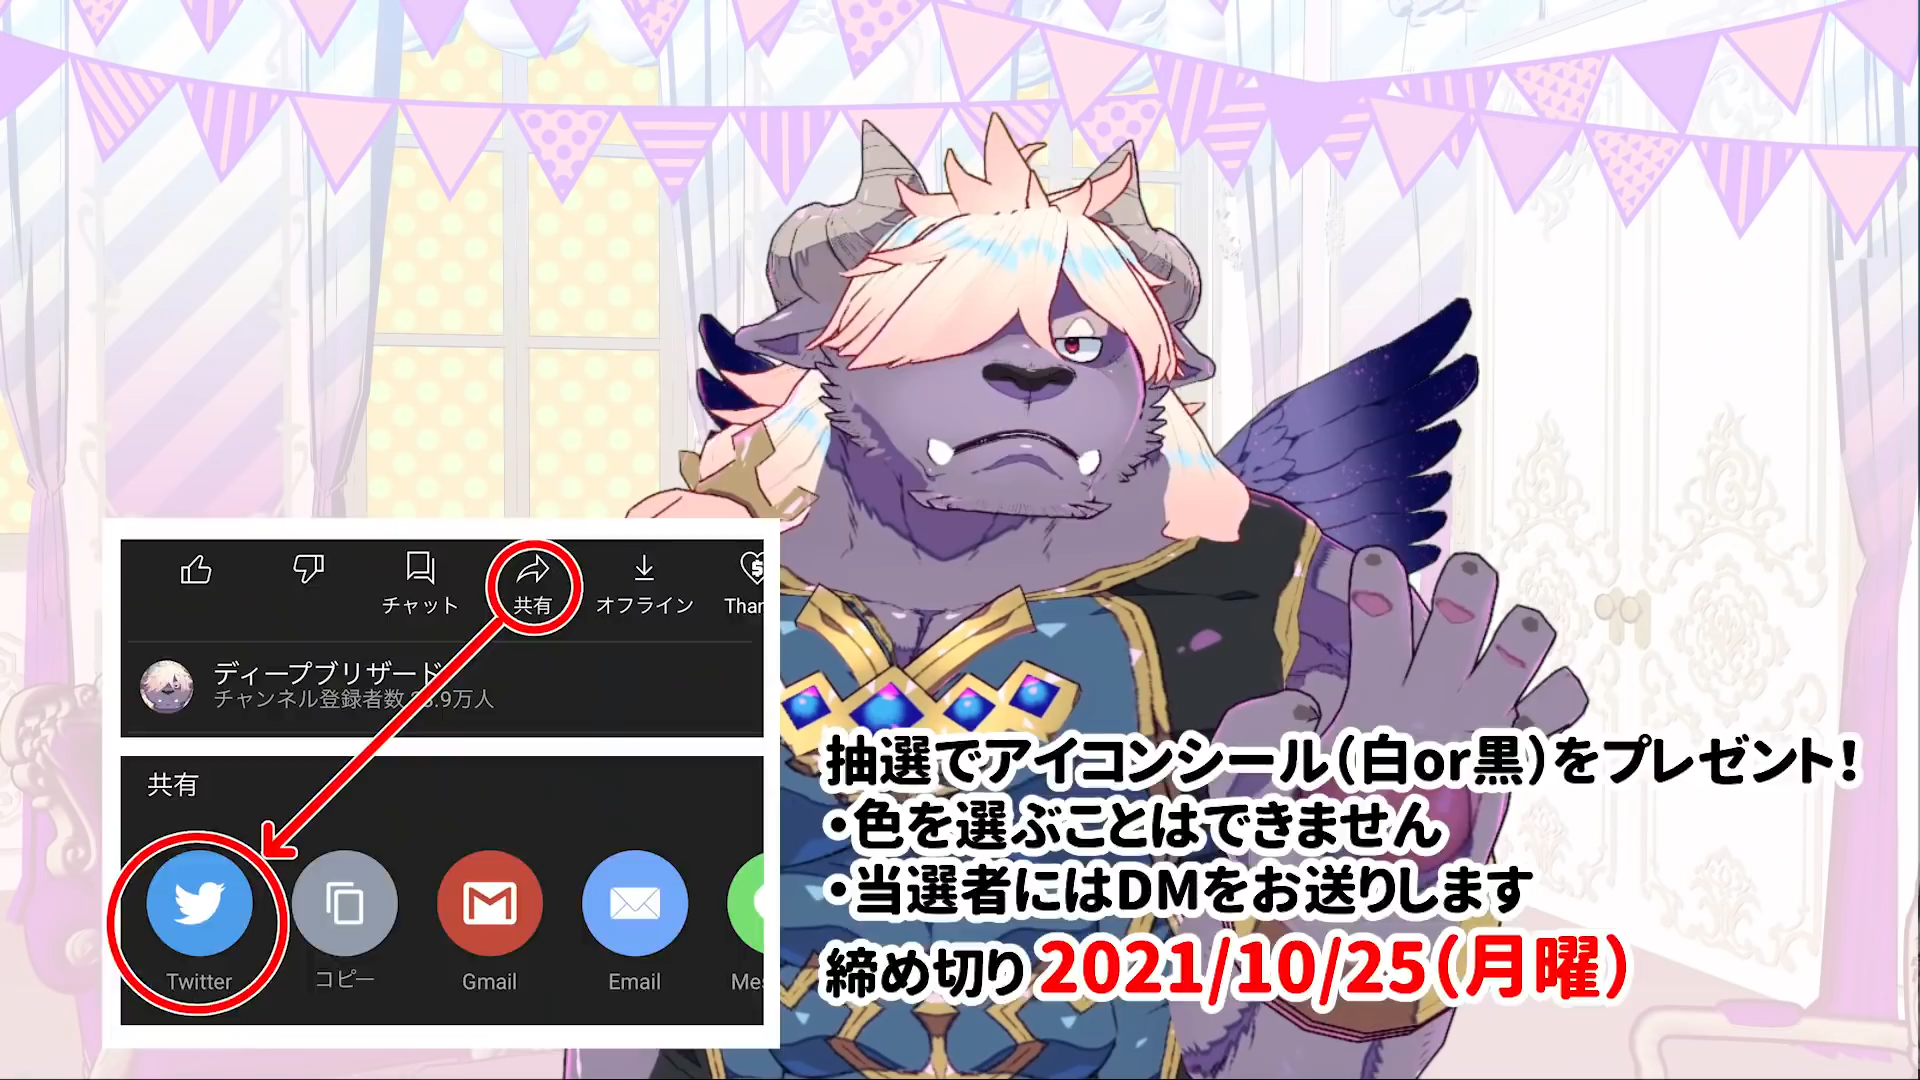 チャット
共有
オフライン
ディープブリザード
チャンネル登録者数
.9万人
共有
Twitter
コピー
Gmail
Email
抽選でアイコンシール（白or黒）をプレゼント！
・色を選ぶことはできません
・当選者にはDMをお送りします
締め切り 2021/10/25（月曜）